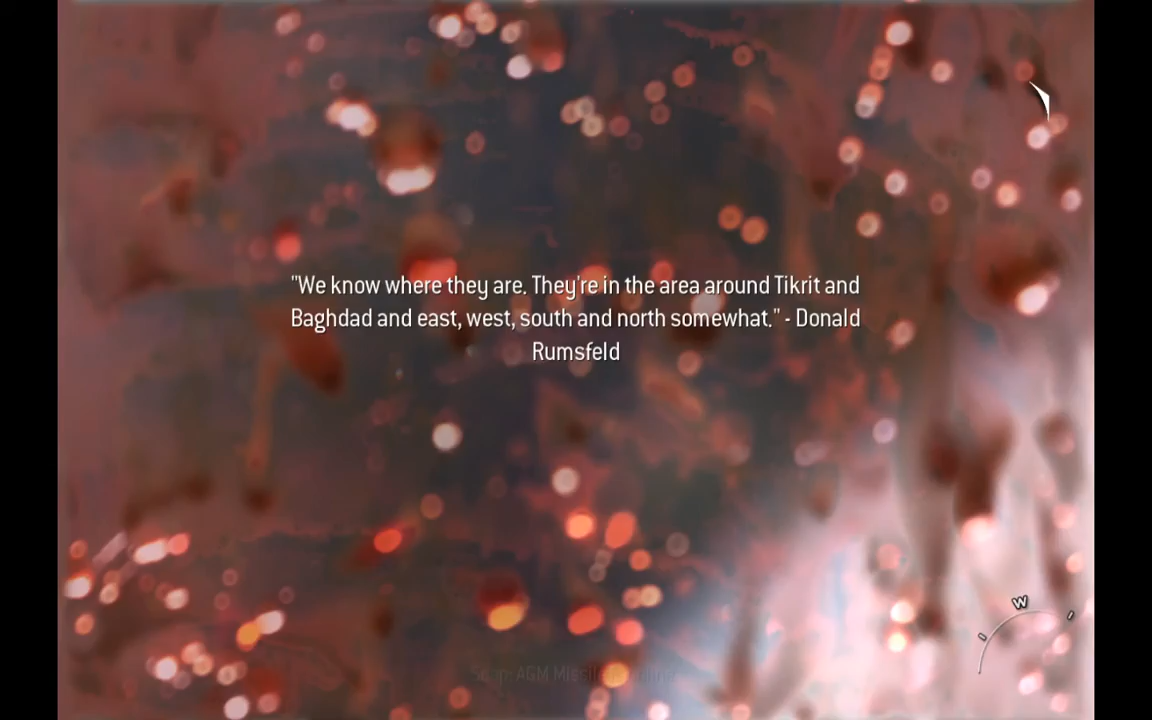 "We know where they are. They're in the area around Tikrit and
Baghdad and east, west, south and north somewhat." - Donald
Rumsfeld
W